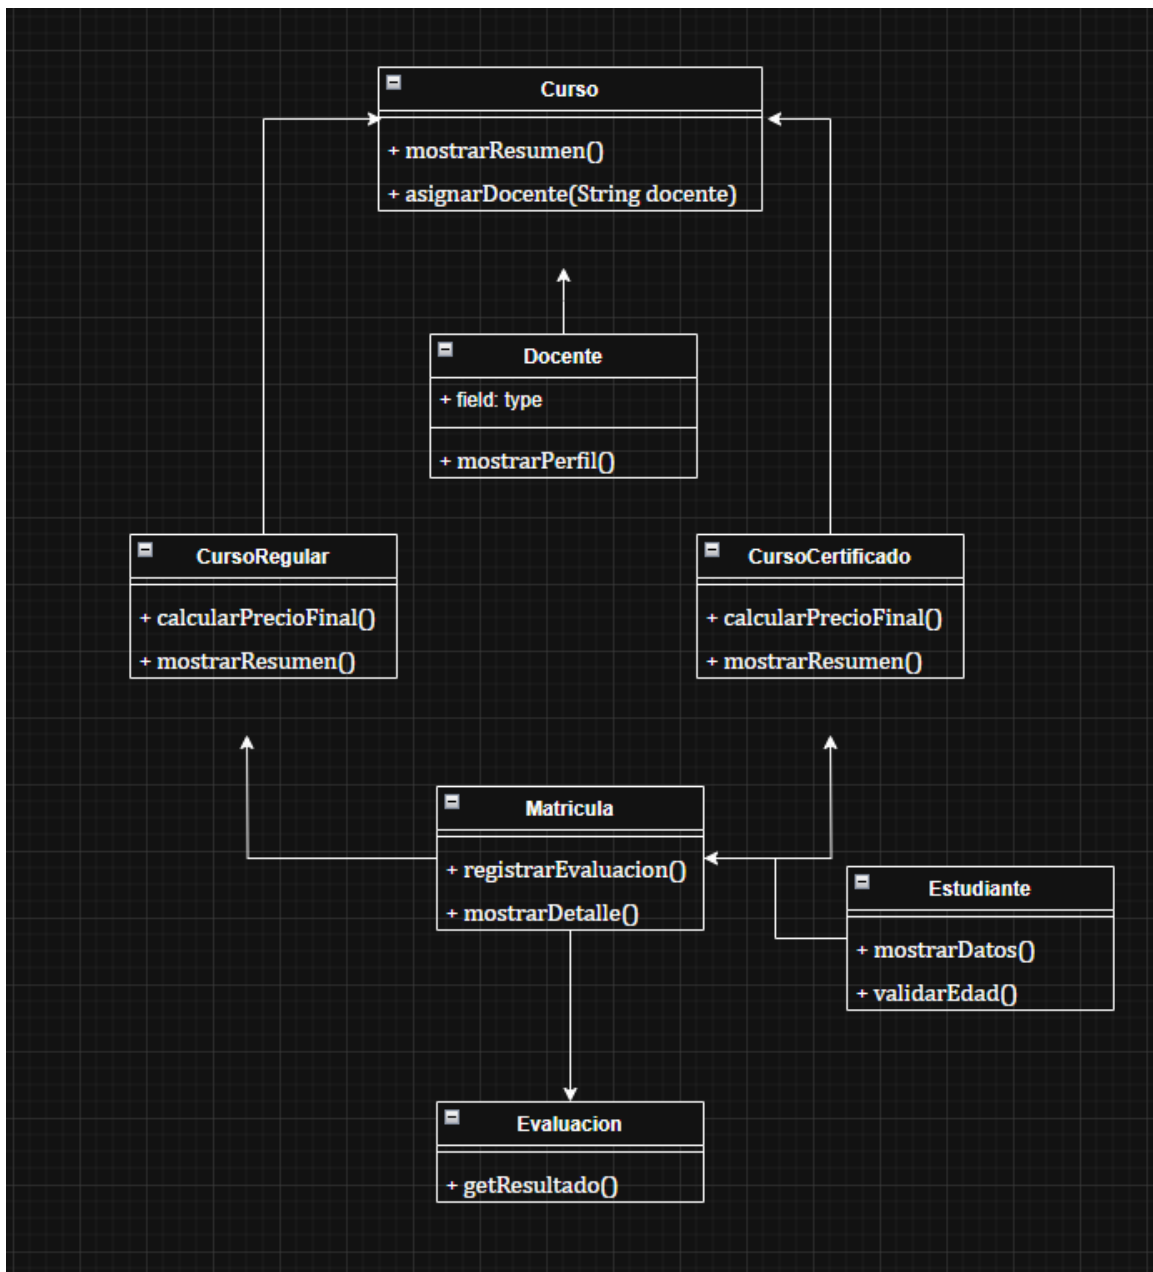 Curso
+ mostrarResumen()
+ asignarDocente(String docente)
Docente
+ field: type
+ mostrarPerfil()
CursoRegular
+ calcularPrecioFinal()
+ mostrarResumen()
CursoCertificado
+ calcularPrecioFinal()
+ mostrarResumen()
Matricula
+ registrarEvaluacion()
+ mostrarDetalle()
Estudiante
+ mostrarDatos()
+ validarEdad()
Evaluacion
+ getResultado()